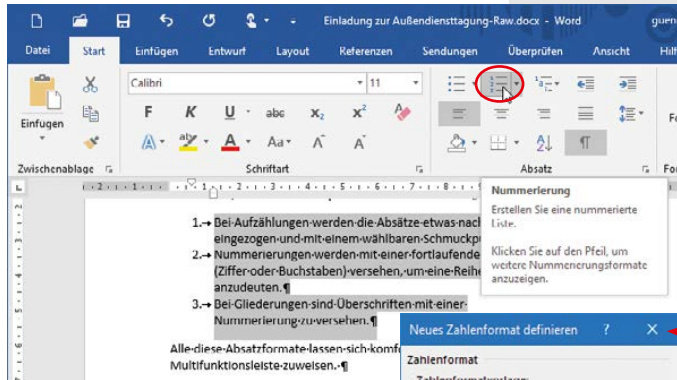 Einladung zur Außendiensttagung-Raw.docx - Word
guen
Datei Start Einfügen Entwurf Layout Referenzen Sendungen Überprüfen Ansicht Hilf
Calibri 11
Einfügen
F K U abc X₂ X²
A aby A Aa A A
Zwischenablage Schriftart Absatz For
Nummerierung
Erstellen Sie eine nummerierte
Liste.
Klicken Sie auf den Pfeil, um
weitere Nummerierungsformate
anzuzeigen.
1.→ Bei·Aufzählungen·werden·die·Absätze·etwas·nach
eingezogen·und·mit·einem·wählbaren·Schmuckpu
2.→ Nummerierungen·werden·mit·einer·fortlaufende
(Ziffer·oder·Buchstaben)·versehen,·um·eine·Reihe
anzudeuten.¶
3.→ Bei·Gliederungen·sind·Überschriften·mit·einer·
Nummerierung·zu·versehen.¶
Alle·diese·Absatzformate·lassen·sich·komfo
Multifunktionsleiste·zuweisen.·¶
Neues Zahlenformat definieren ? ×
Zahlenformat